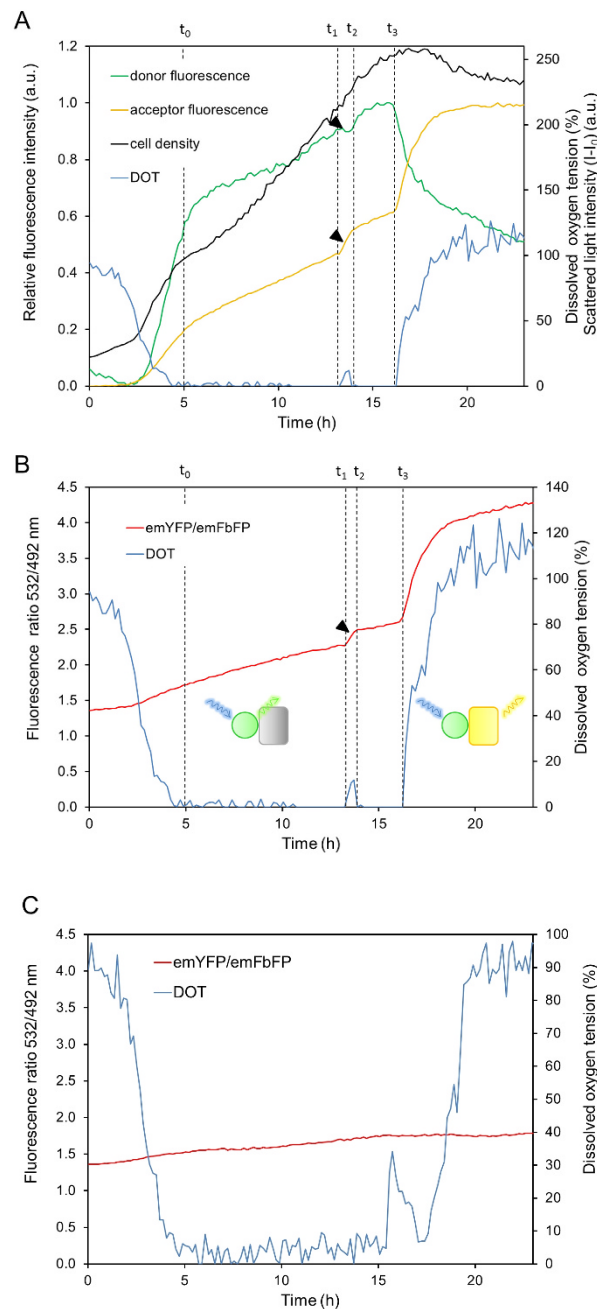 A
t0 t1 t2 t3
Relative fluorescence intensity (a.u.)
1.2
1.0
0.8
0.6
0.4
0.2
0.0
donor fluorescence
acceptor fluorescence
cell density
DOT
250
200
150
100
50
0
Dissolved oxygen tension (%)
Scattered light intensity (I-I0) (a.u.)
0 5 10 15 20
Time (h)
B
t0 t1 t2 t3
Fluorescence ratio 532/492 nm
4.5
4.0
3.5
3.0
2.5
2.0
1.5
1.0
0.5
0.0
emYFP/emFbFP
DOT
140
120
100
80
60
40
20
0
Dissolved oxygen tension (%)
0 5 10 15 20
Time (h)
C
Fluorescence ratio 532/492 nm
4.5
4.0
3.5
3.0
2.5
2.0
1.5
1.0
0.5
0.0
emYFP/emFbFP
DOT
100
90
80
70
60
50
40
30
20
10
0
Dissolved oxygen tension (%)
0 5 10 15 20
Time (h)